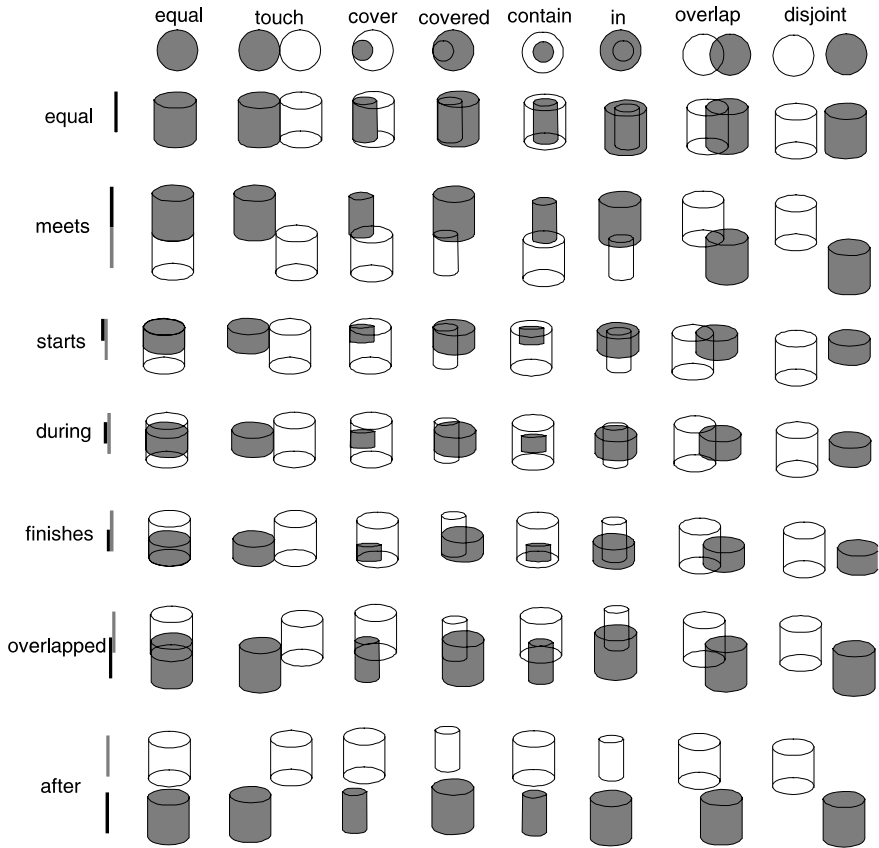 equal touch cover covered contain in overlap disjoint
equal
meets
starts
during
finishes
overlapped
after